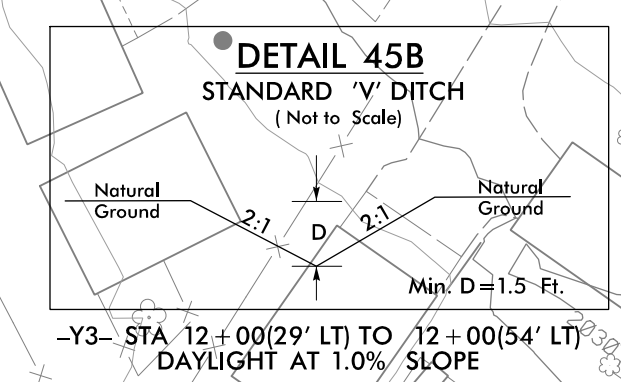 DETAIL 45B
STANDARD 'V' DITCH
( Not to Scale)
Natural
Ground
2:1
D
2:1
Natural
Ground
Min. D=1.5 Ft.
-Y3- STA 12+00(29' LT) TO 12+00(54' LT)
DAYLIGHT AT 1.0% SLOPE
2030